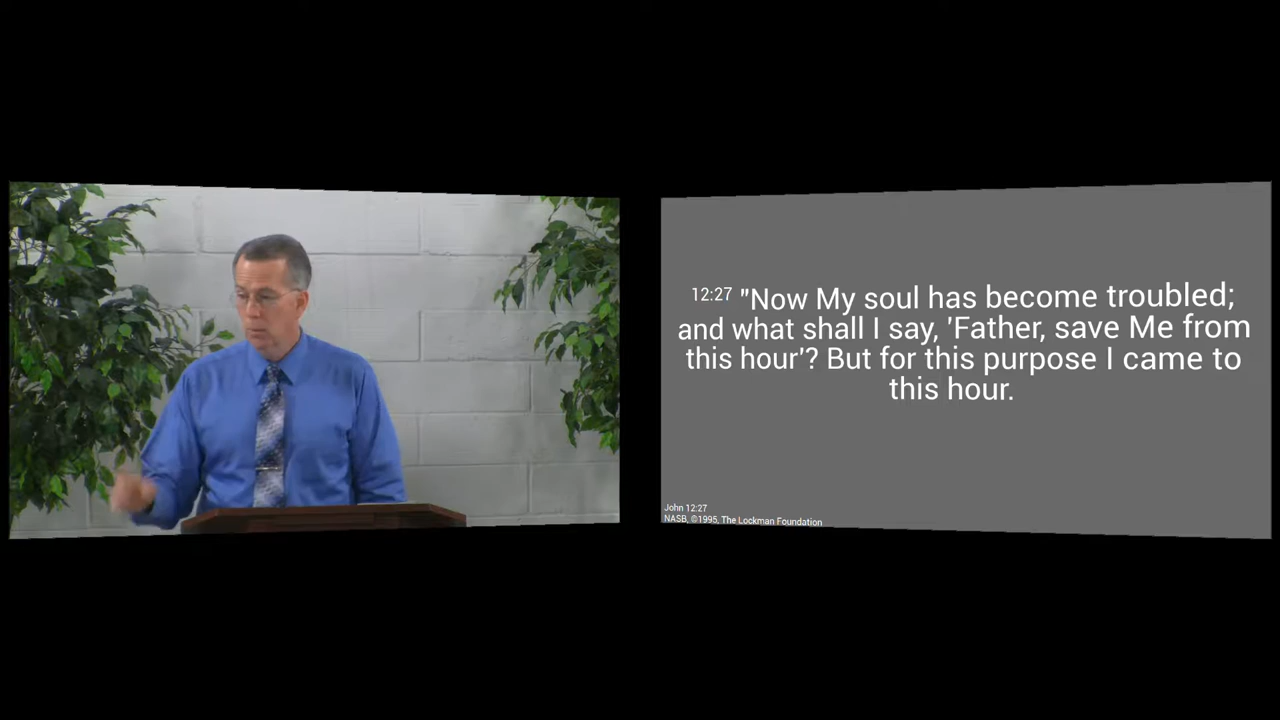 12:27 "Now My soul has become troubled;
and what shall I say, 'Father, save Me from
this hour'? But for this purpose I came to
this hour.
John 12:27
NASB, ©1995, The Lockman Foundation